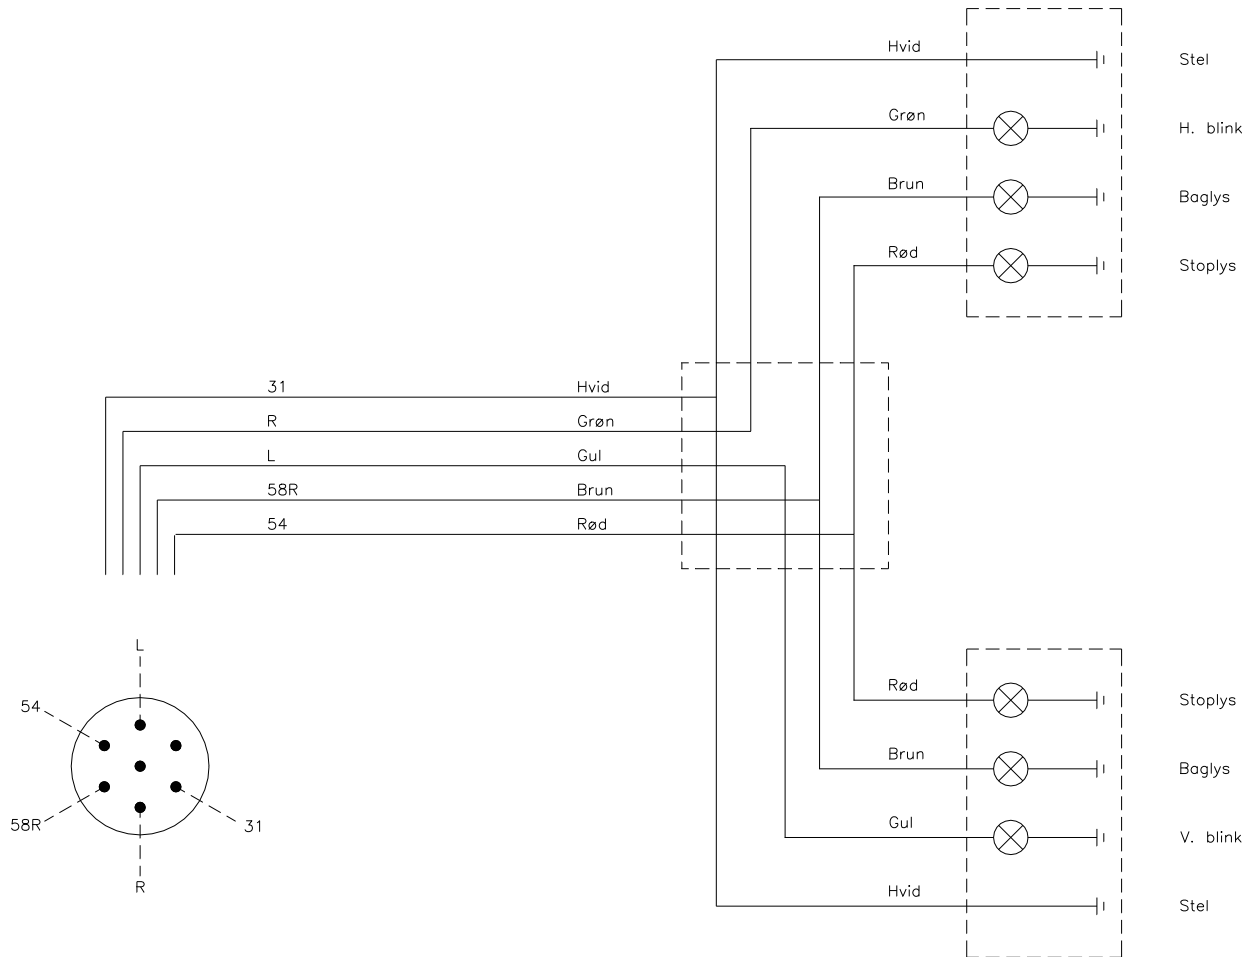 Hvid
Stel
Grøn
H. blink
Brun
Baglys
Rød
Stoplys
31 Hvid
R Grøn
L Gul
58R Brun
54 Rød
L
54
58R
31
R
Rød
Stoplys
Brun
Baglys
Gul
V. blink
Hvid
Stel